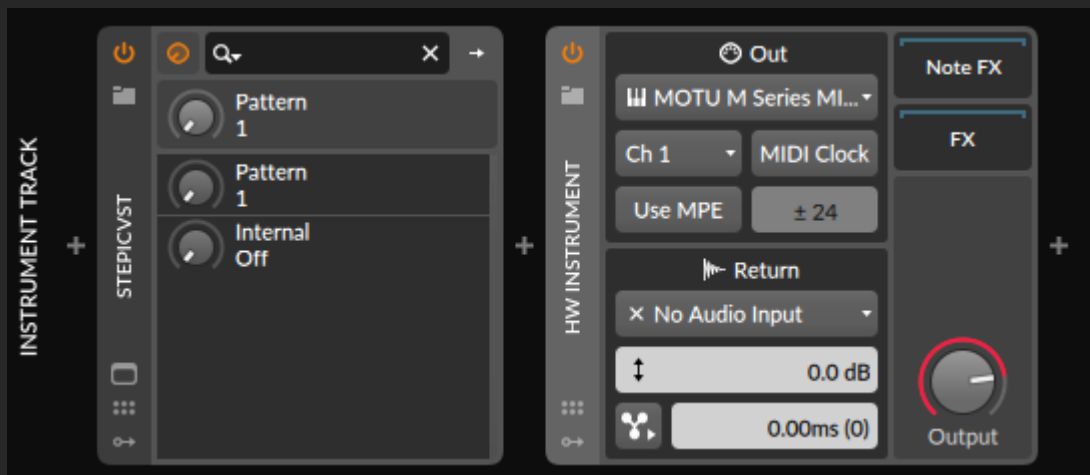 INSTRUMENT TRACK
STEPICVST
Pattern
1
Pattern
1
Internal
Off
HW INSTRUMENT
Out
MOTU M Series MI...
Ch 1
MIDI Clock
Use MPE
± 24
Return
No Audio Input
0.0 dB
0.00ms (0)
Note FX
FX
Output